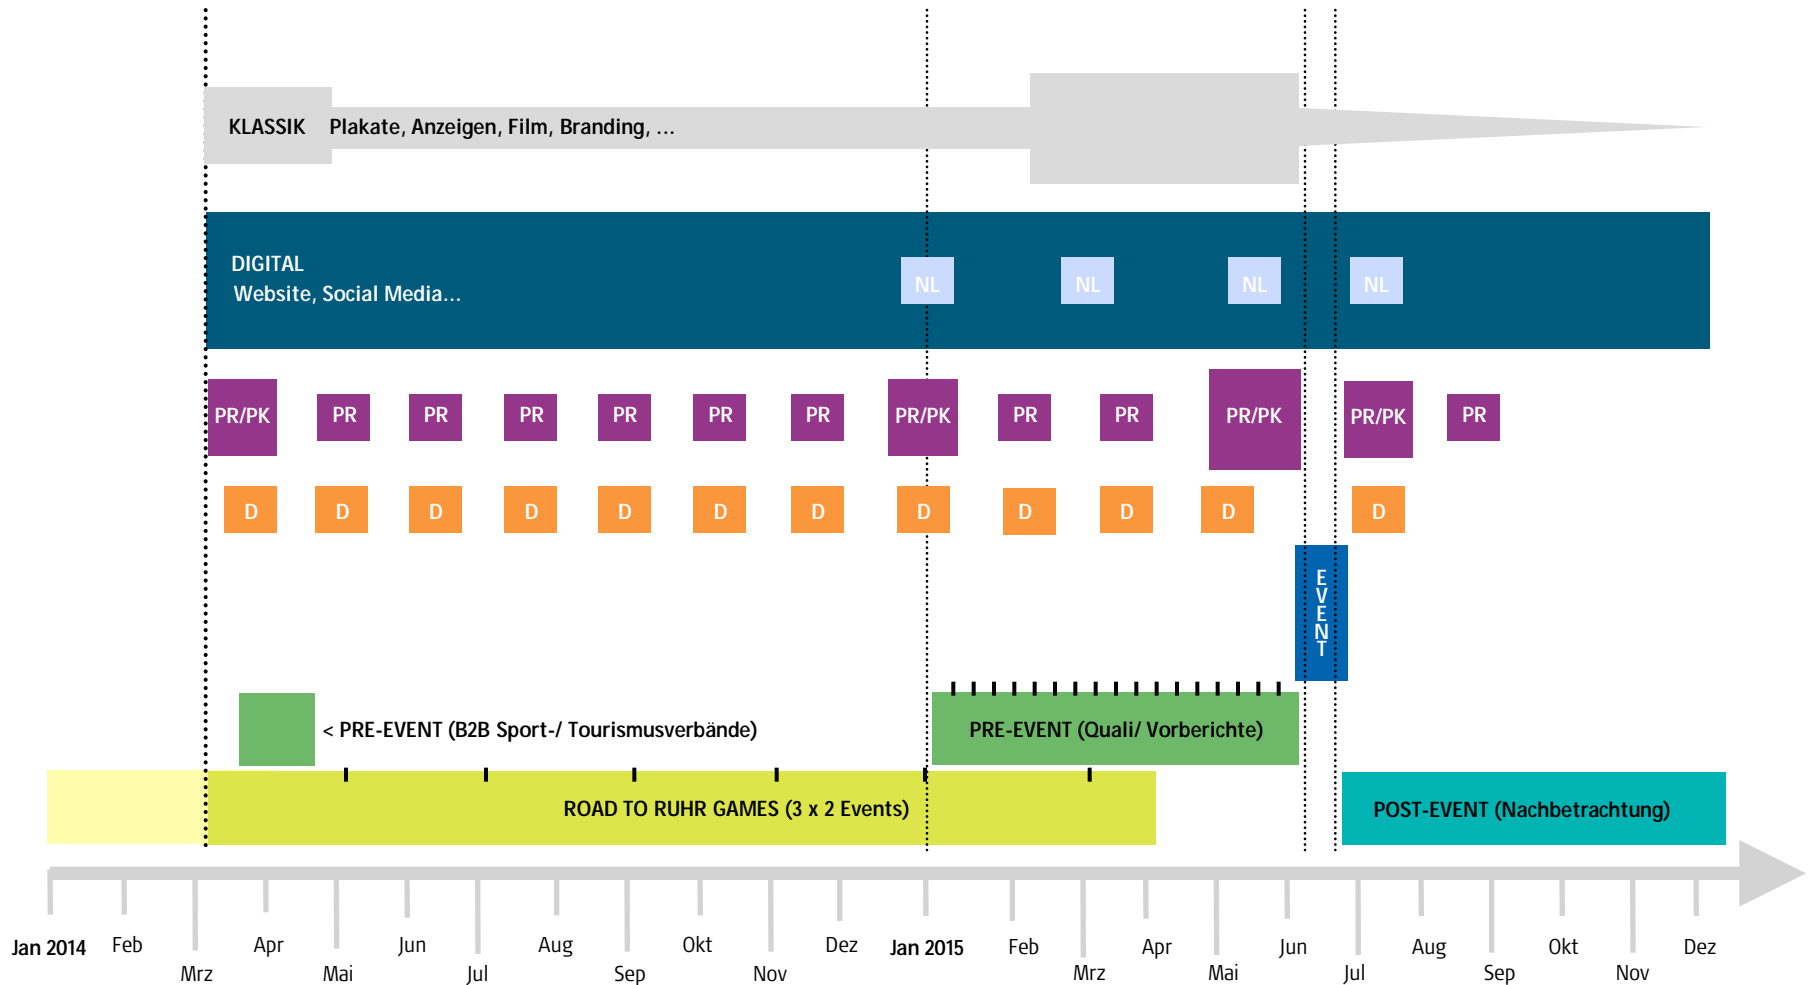 KLASSIK Plakate, Anzeigen, Film, Branding, ...
DIGITAL
Website, Social Media...
NL NL NL NL
PR/PK PR PR PR PR PR PR PR/PK PR PR PR/PK PR/PK PR
D D D D D D D D D D D D
EVENT
< PRE-EVENT (B2B Sport-/ Tourismusverbände)
PRE-EVENT (Quali/ Vorberichte)
ROAD TO RUHR GAMES (3 x 2 Events)
POST-EVENT (Nachbetrachtung)
Jan 2014 Feb Mrz Apr Mai Jun Jul Aug Sep Okt Nov Dez Jan 2015 Feb Mrz Apr Mai Jun Jul Aug Sep Okt Nov Dez